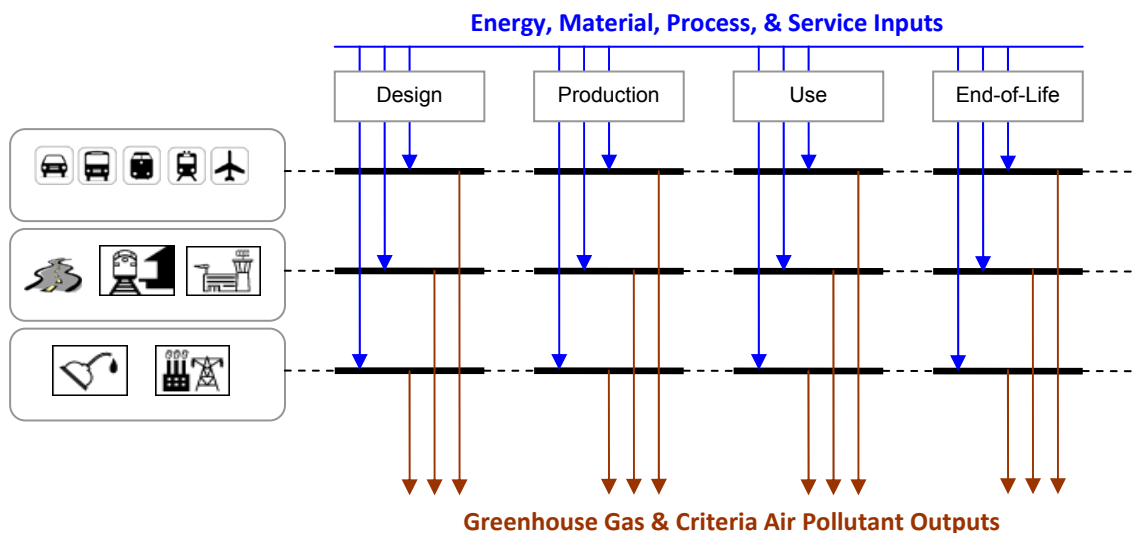 Energy, Material, Process, & Service Inputs
Design
Production
Use
End-of-Life
Greenhouse Gas & Criteria Air Pollutant Outputs